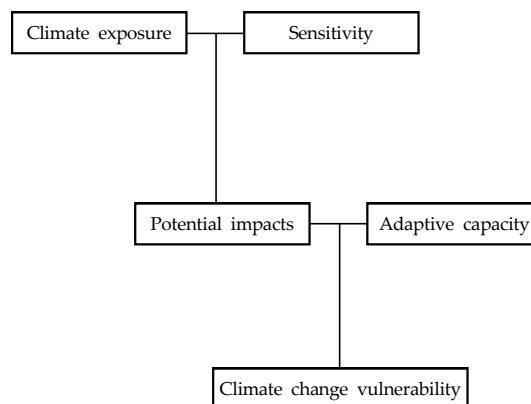 Climate exposure
Sensitivity
Potential impacts
Adaptive capacity
Climate change vulnerability